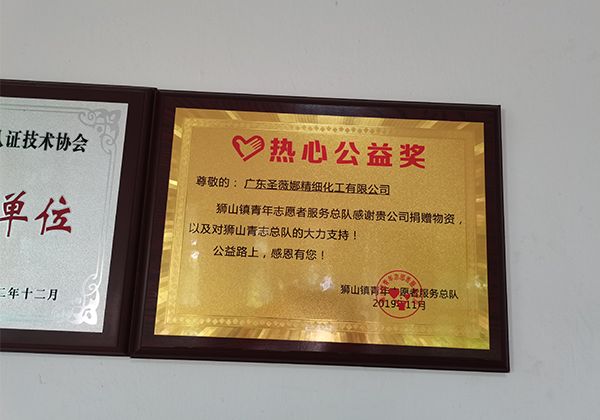 认证技术协会
单位
二年十二月
热心公益奖
尊敬的：广东圣薇娜精细化工有限公司
狮山镇青年志愿者服务总队感谢贵公司捐赠物资，
以及对狮山青志总队的大力支持！
公益路上，感恩有您！
狮山镇青年志愿者服务总队
2019年11月